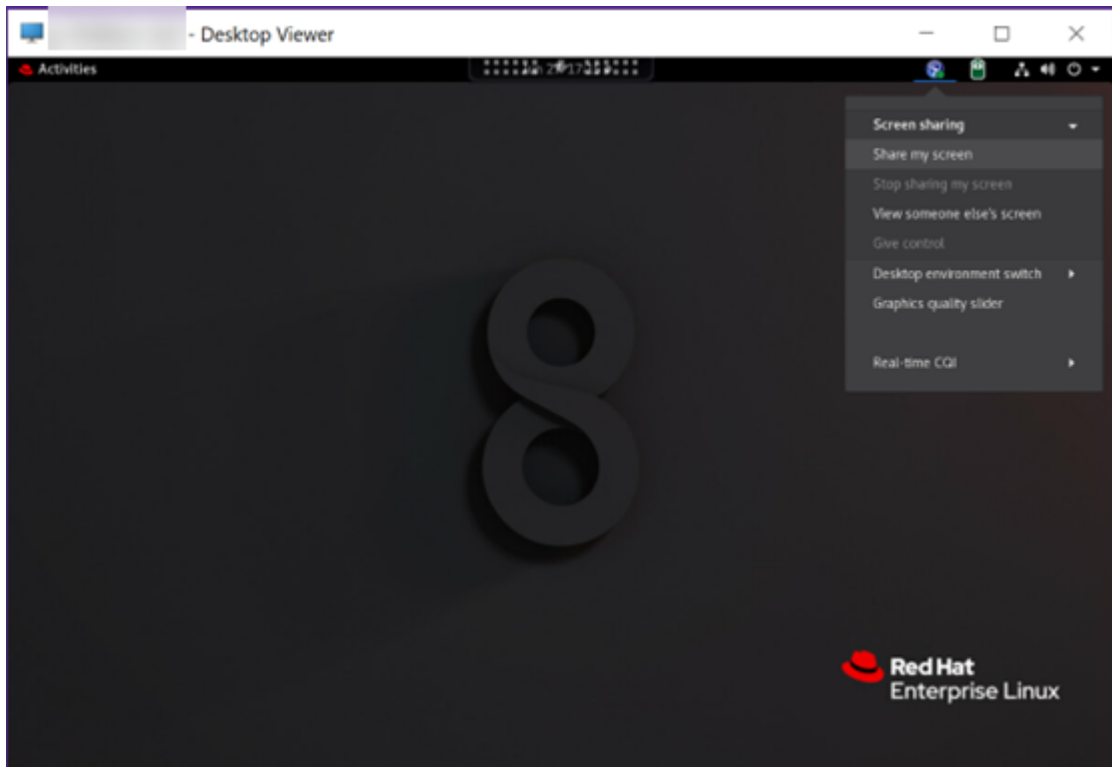 - Desktop Viewer
Activities
Screen sharing
Share my screen
Stop sharing my screen
View someone else's screen
Give control
Desktop environment switch
Graphics quality slider
Real-time CQI
8
Red Hat
Enterprise Linux